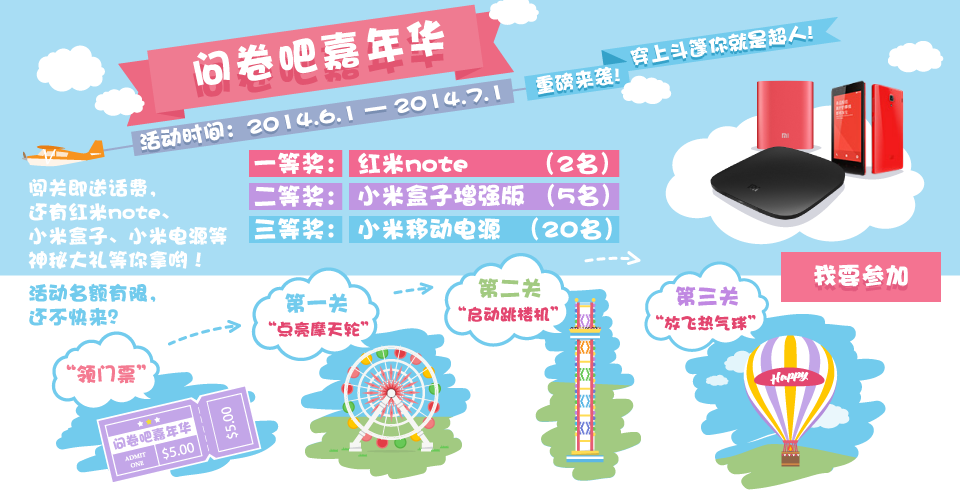 问卷吧嘉年华
重磅来袭!
穿上斗篷你就是超人!
活动时间：2014.6.1 — 2014.7.1
一等奖： 红米note （2名）
二等奖： 小米盒子增强版 （5名）
三等奖： 小米移动电源 （20名）
闯关即送话费，
还有红米note、
小米盒子、小米电源等
神秘大礼等你拿哟！
活动名额有限，
还不快来？
mi
我要参加
“领门票”
第一关
“点亮摩天轮”
第二关
“启动跳楼机”
第三关
“放飞热气球”
问卷吧嘉年华
ADMIT
ONE
$5.00
$5.00
Happy